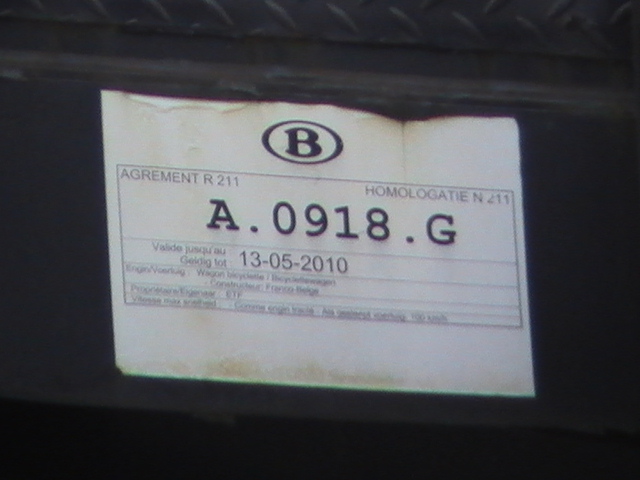 B
AGREMENT R 211
HOMOLOGATIE N 211
A.0918.G
Valide jusqu'au
Geldig tot : 13-05-2010
Engin/Voertuig : Wagon bicyclette / Bicyclettewagen
- Constructeur: Franco-Belge
Propriétaire/Eigenaar : ETF
Vitesse max snelheid : - Comme engin tracté - Als gesleept voertuig: 100 km/h